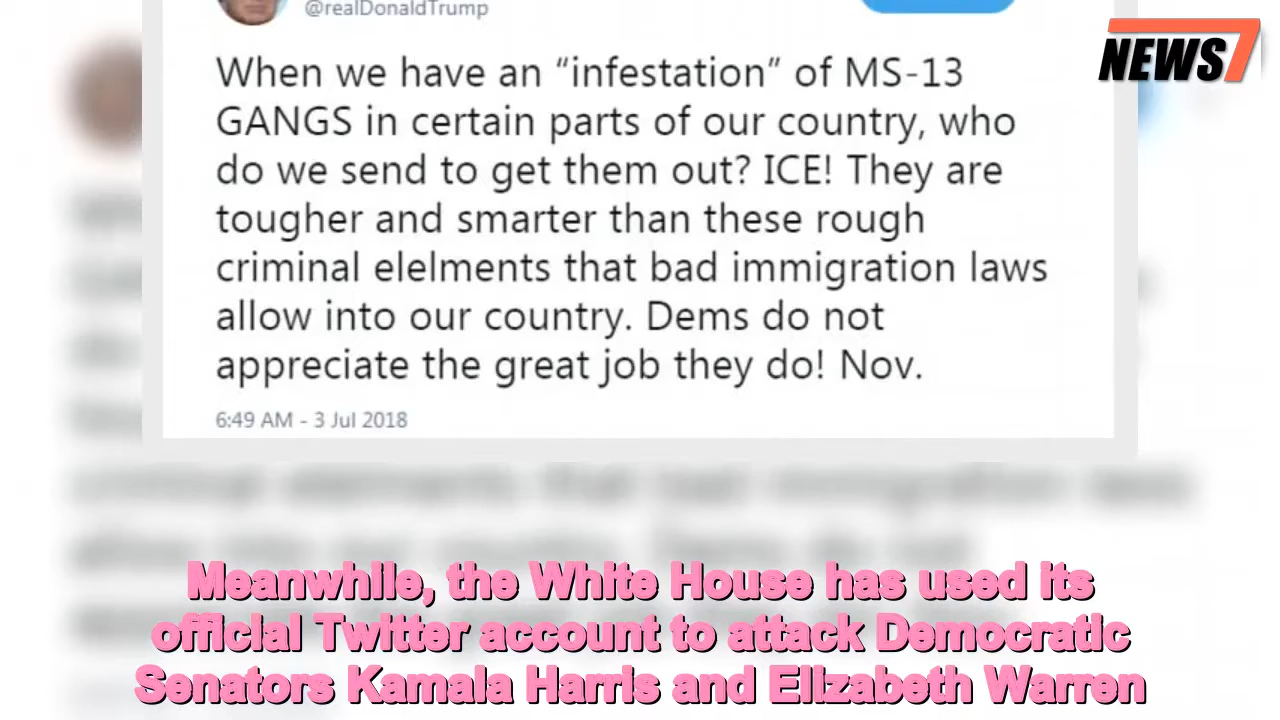 @realDonaldTrump
NEWS7
When we have an “infestation” of MS-13
GANGS in certain parts of our country, who
do we send to get them out? ICE! They are
tougher and smarter than these rough
criminal elelments that bad immigration laws
allow into our country. Dems do not
appreciate the great job they do! Nov.
6:49 AM - 3 Jul 2018
Meanwhile, the White House has used its
official Twitter account to attack Democratic
Senators Kamala Harris and Elizabeth Warren